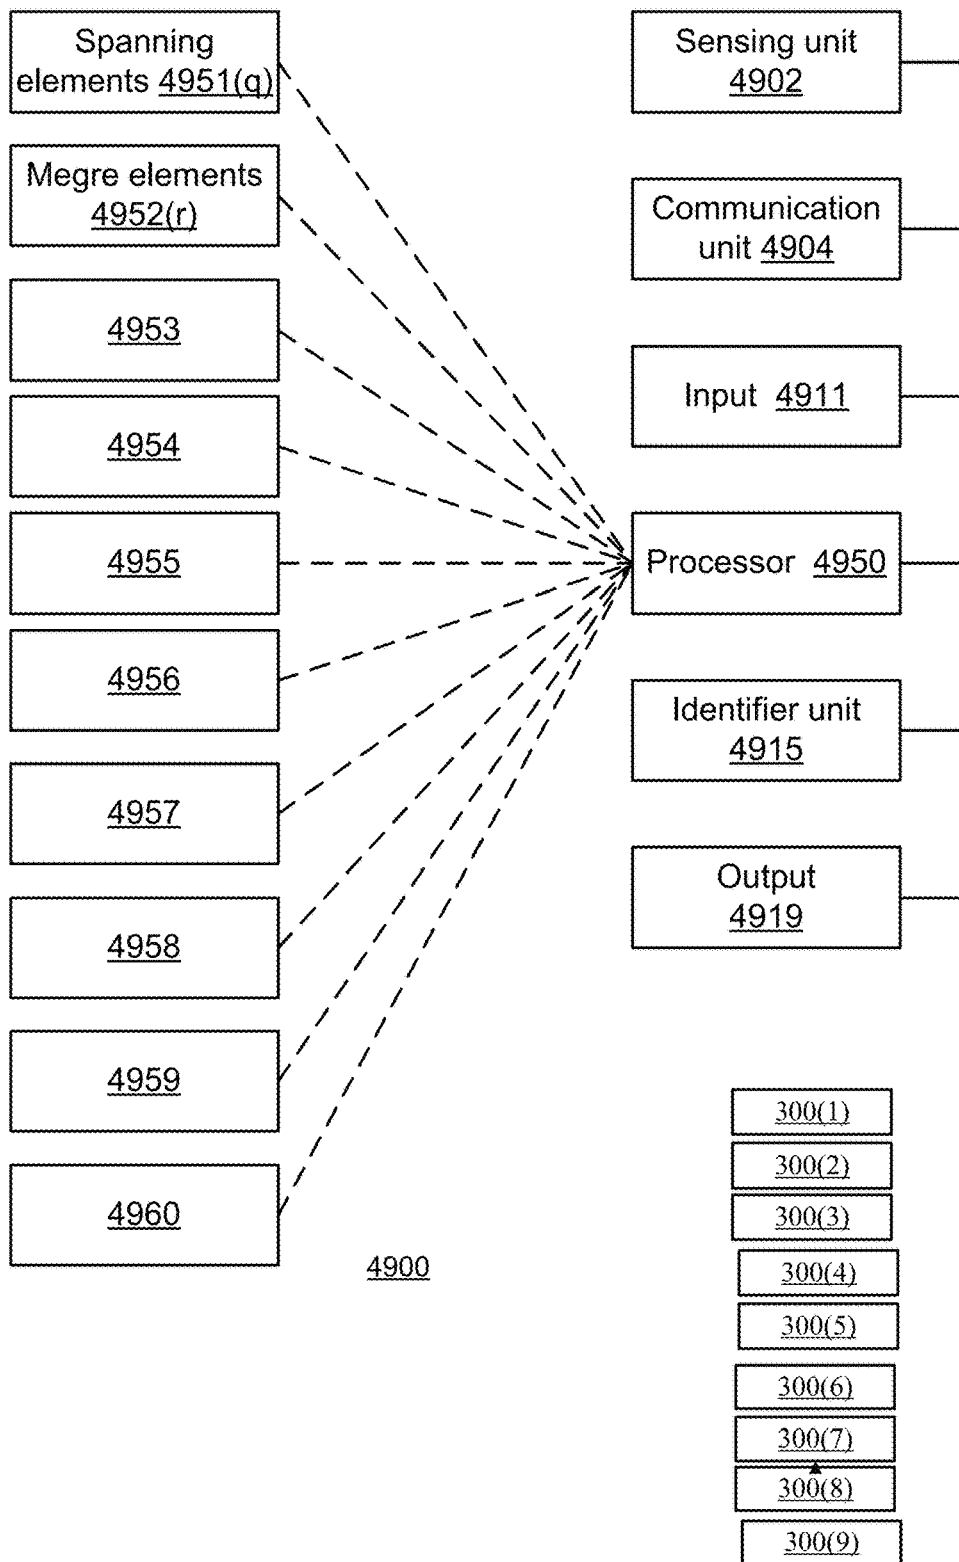 Spanning
elements 4951(q)
Megre elements
4952(r)
4953
4954
4955
4956
4957
4958
4959
4960
4900
Sensing unit
4902
Communication
unit 4904
Input 4911
Processor 4950
Identifier unit
4915
Output
4919
300(1)
300(2)
300(3)
300(4)
300(5)
300(6)
300(7)
300(8)
300(9)